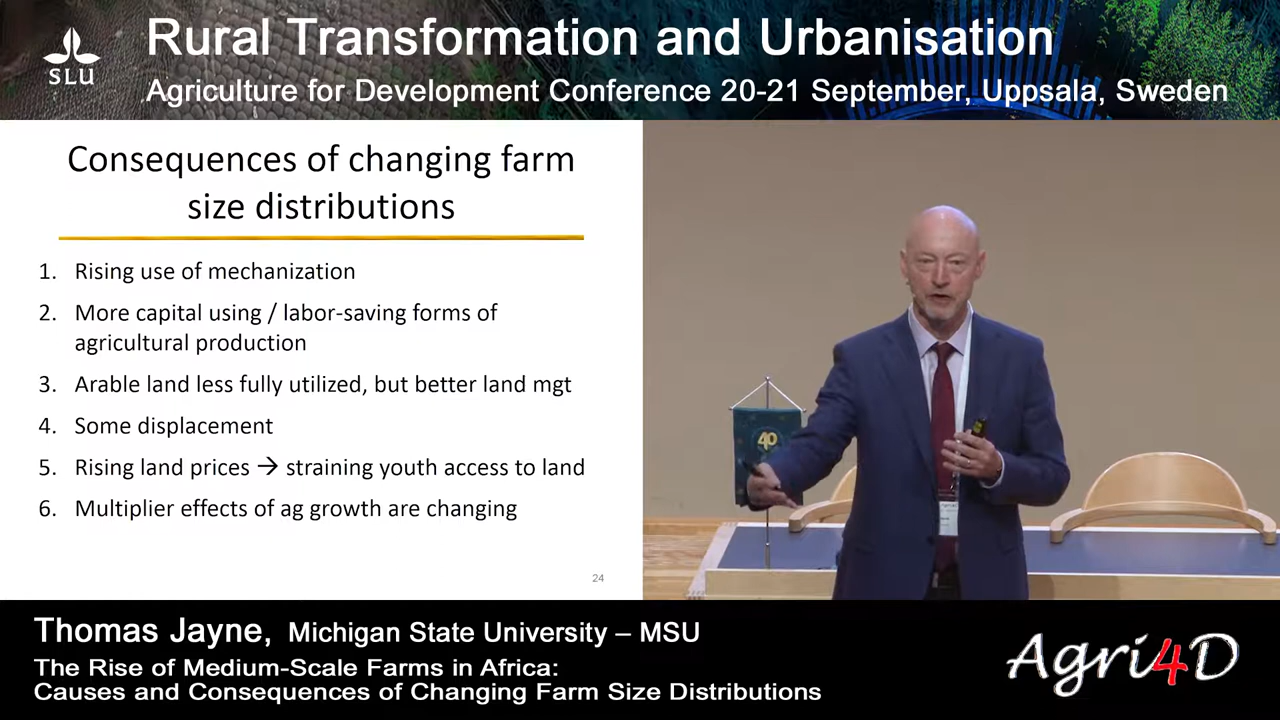 SLU
Rural Transformation and Urbanisation
Agriculture for Development Conference 20-21 September, Uppsala, Sweden
Consequences of changing farm
size distributions
1. Rising use of mechanization
2. More capital using / labor-saving forms of
agricultural production
3. Arable land less fully utilized, but better land mgt
4. Some displacement
5. Rising land prices → straining youth access to land
6. Multiplier effects of ag growth are changing
24
40
Thomas Jayne, Michigan State University – MSU
The Rise of Medium-Scale Farms in Africa:
Causes and Consequences of Changing Farm Size Distributions
Agri4D